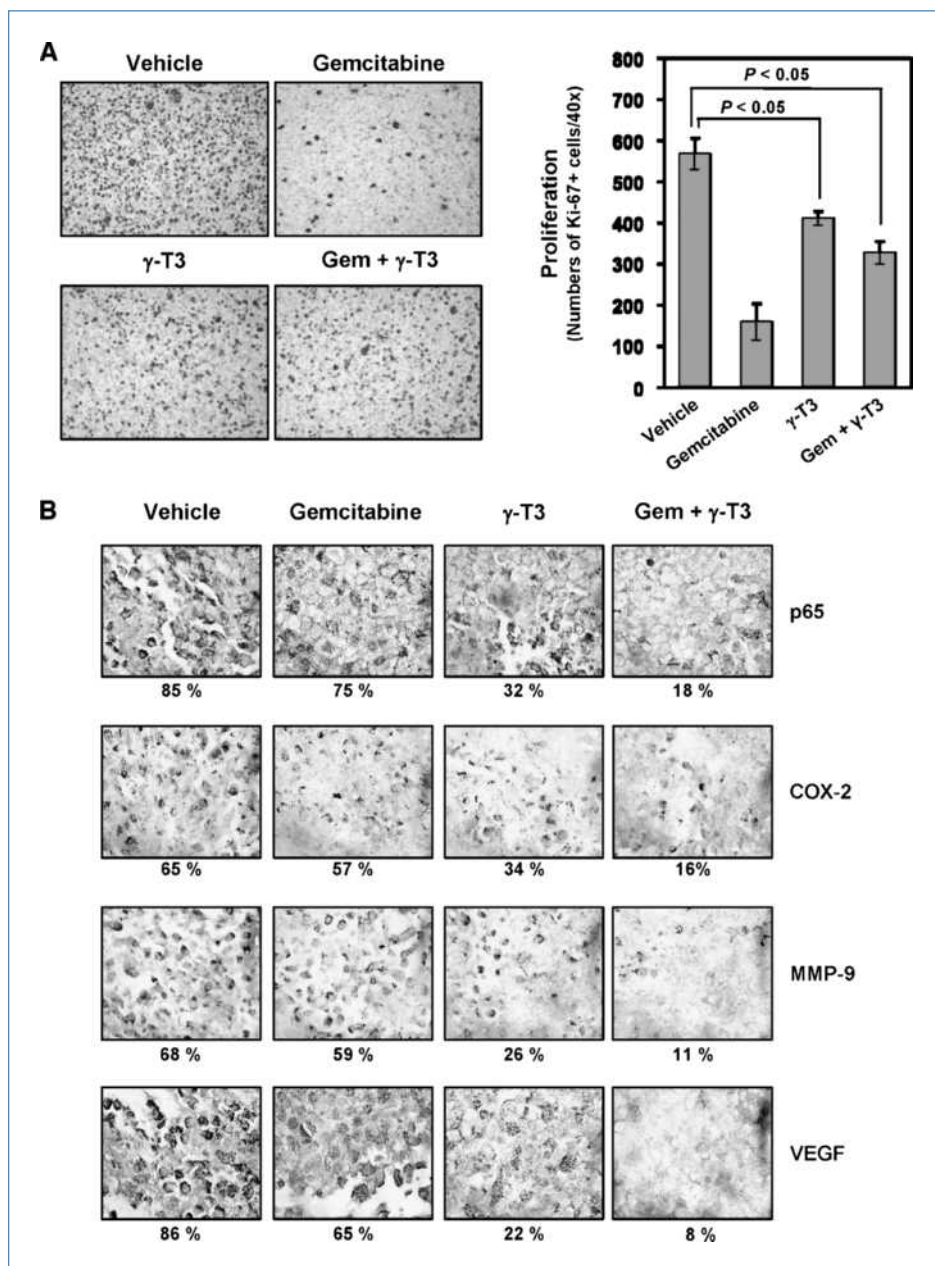 A
Vehicle Gemcitabine
γ-T3 Gem + γ-T3
Proliferation
(Numbers of Ki-67+ cells/40x)
800
700
600
500
400
300
200
100
0
P < 0.05
P < 0.05
Vehicle
Gemcitabine
γ-T3
Gem + γ-T3
B
Vehicle Gemcitabine γ-T3 Gem + γ-T3
p65
85 % 75 % 32 % 18 %
COX-2
65 % 57 % 34 % 16%
MMP-9
68 % 59 % 26 % 11 %
VEGF
86 % 65 % 22 % 8 %